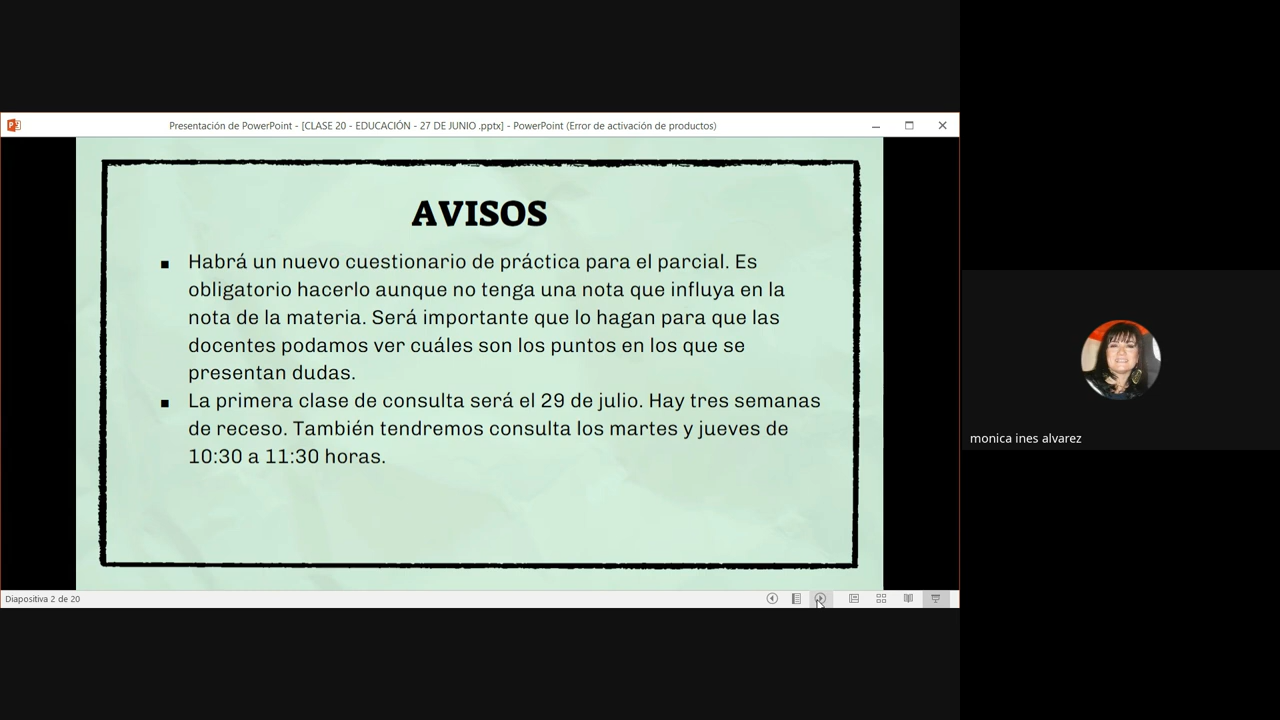 Presentación de PowerPoint - [CLASE 20 - EDUCACIÓN - 27 DE JUNIO .pptx] - PowerPoint (Error de activación de productos)
AVISOS
▪ Habrá un nuevo cuestionario de práctica para el parcial. Es
obligatorio hacerlo aunque no tenga una nota que influya en la
nota de la materia. Será importante que lo hagan para que las
docentes podamos ver cuáles son los puntos en los que se
presentan dudas.
▪ La primera clase de consulta será el 29 de julio. Hay tres semanas
de receso. También tendremos consulta los martes y jueves de
10:30 a 11:30 horas.
monica ines alvarez
Diapositiva 2 de 20